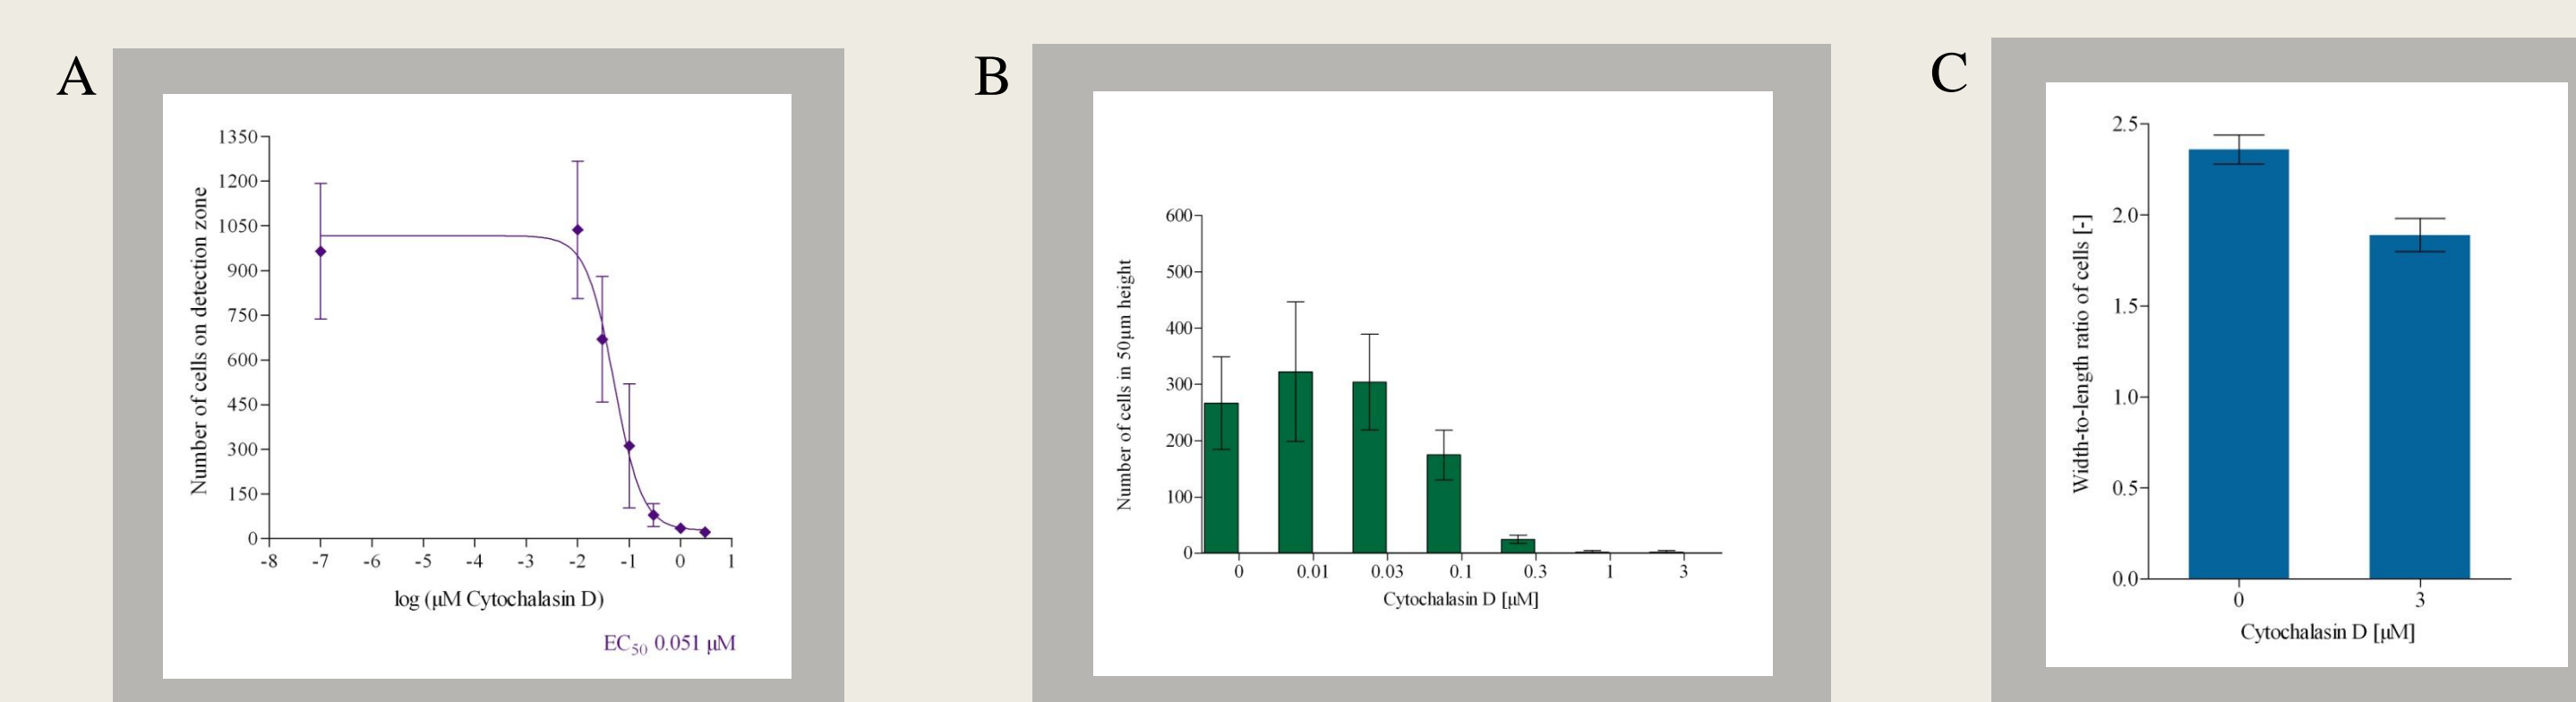 A
Number of cells on detection zone
1350
1200
1050
900
750
600
450
300
150
0
-8 -7 -6 -5 -4 -3 -2 -1 0 1
log (μM Cytochalasin D)
EC50 0.051 μM
B
Number of cells in 50μm height
600
500
400
300
200
100
0
0 0.01 0.03 0.1 0.3 1 3
Cytochalasin D [μM]
C
Width-to-length ratio of cells [-]
2.5
2.0
1.5
1.0
0.5
0.0
0 3
Cytochalasin D [μM]